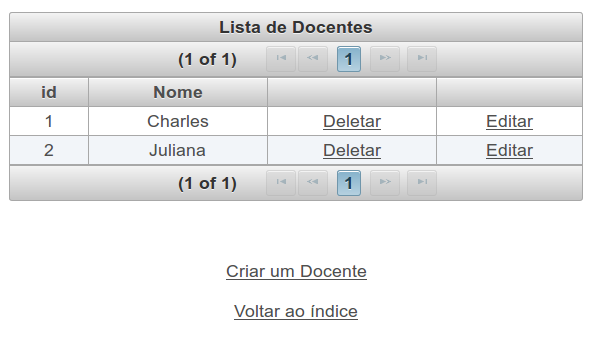 Lista de Docentes
(1 of 1) 1
id Nome
1 Charles Deletar Editar
2 Juliana Deletar Editar
(1 of 1) 1
Criar um Docente
Voltar ao índice